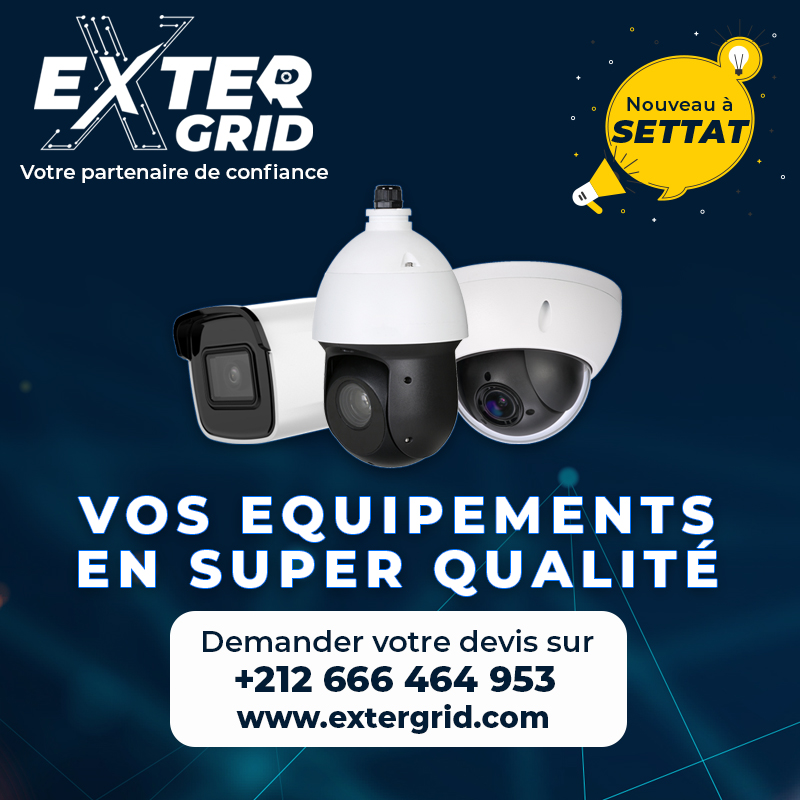 EXTER
GRID
Votre partenaire de confiance
Nouveau à
SETTAT
VOS EQUIPEMENTS
EN SUPER QUALITÉ
Demander votre devis sur
+212 666 464 953
www.extergrid.com